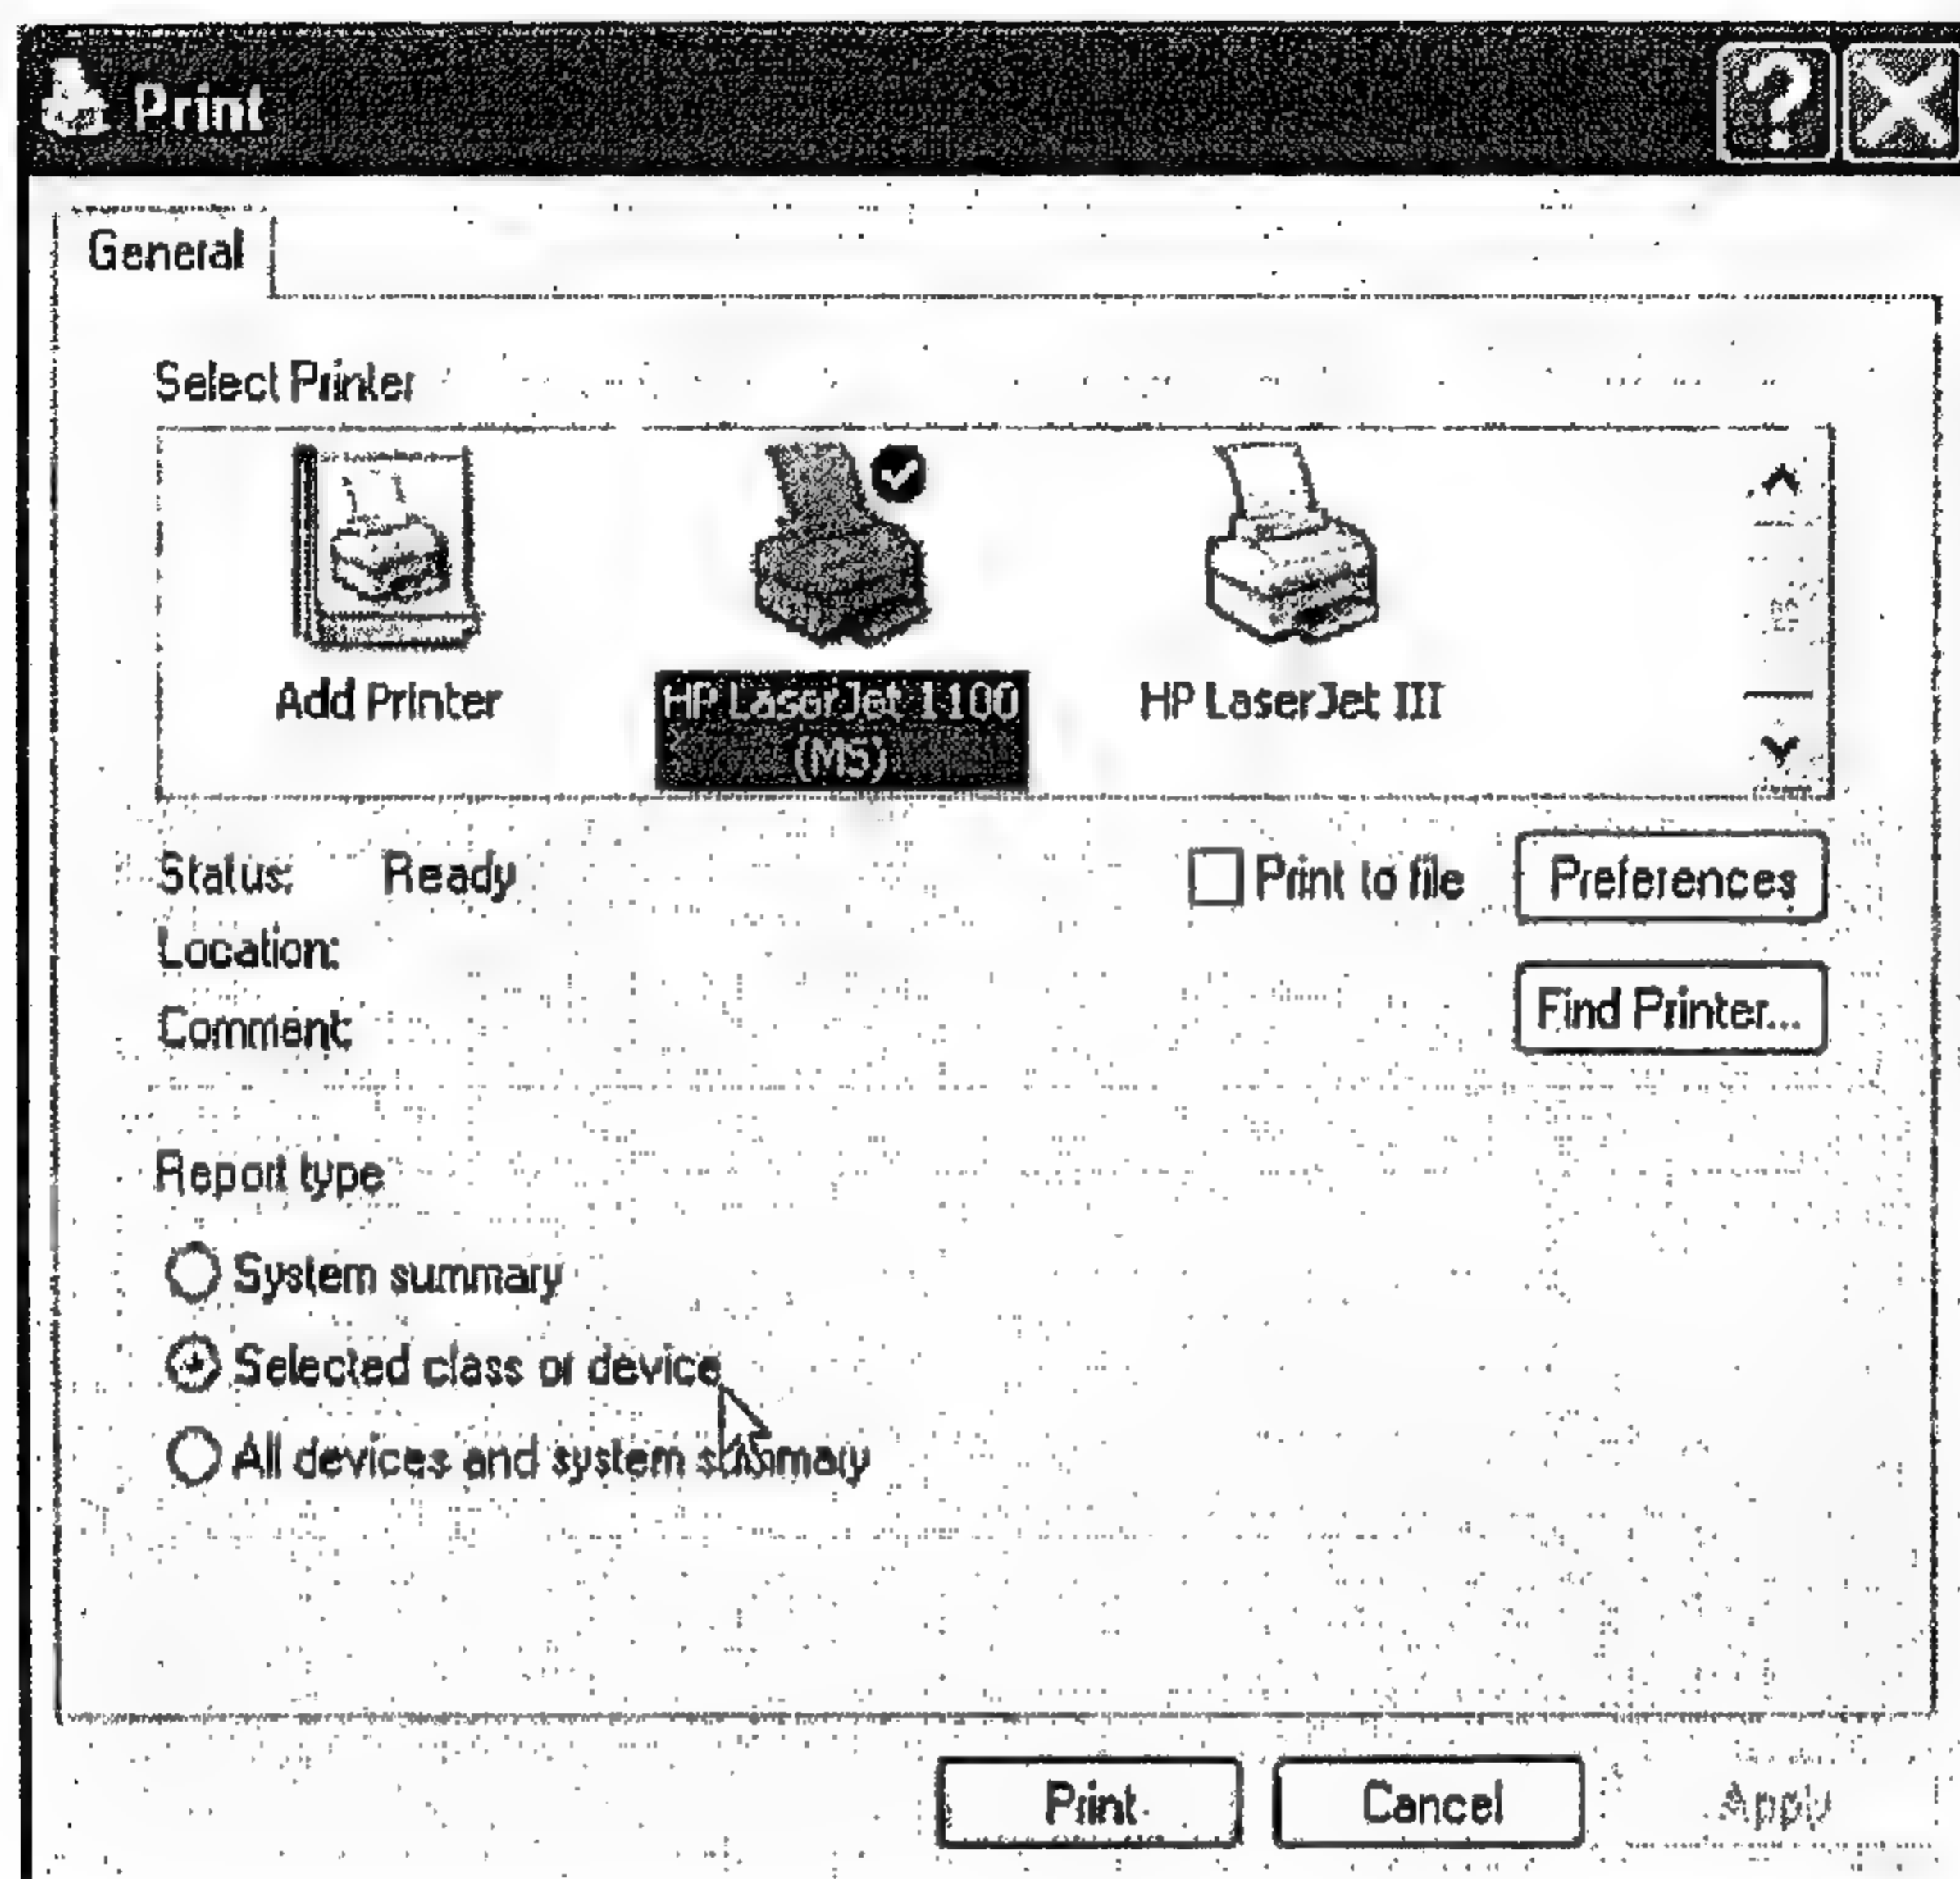 Print
General
Select Printer
Add Printer
HP LaserJet 1100
(MS)
HP LaserJet III
Status: Ready
Print to file
Preferences
Location:
Find Printer...
Comment:
Report type
System summary
Selected class or device
All devices and system summary
Print
Cancel
Apply